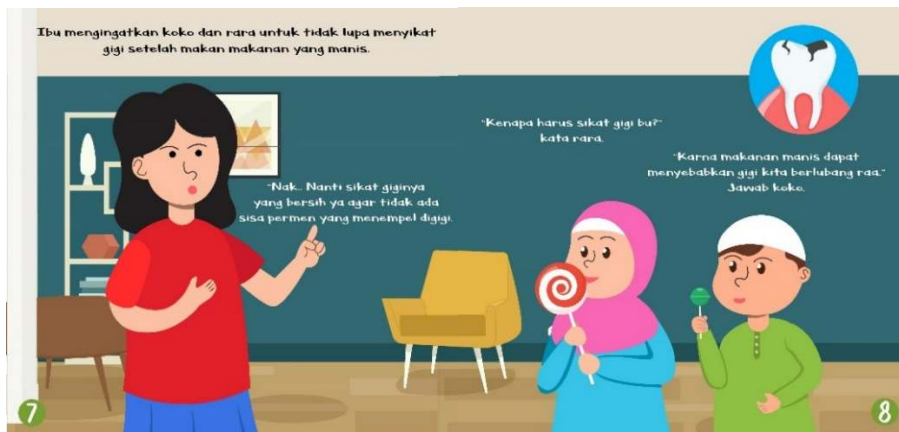 Ibu mengingatkan koko dan rara untuk tidak lupa menyikat
gigi setelah makan makanan yang manis.
"Nak.. Nanti sikat giginya
yang bersih ya agar tidak ada
sisa permen yang menempel digigi.
"Kenapa harus sikat gigi bu?"
kata rara.
"Karna makanan manis dapat
menyebabkan gigi kita berlubang raa."
Jawab koko.
7
8